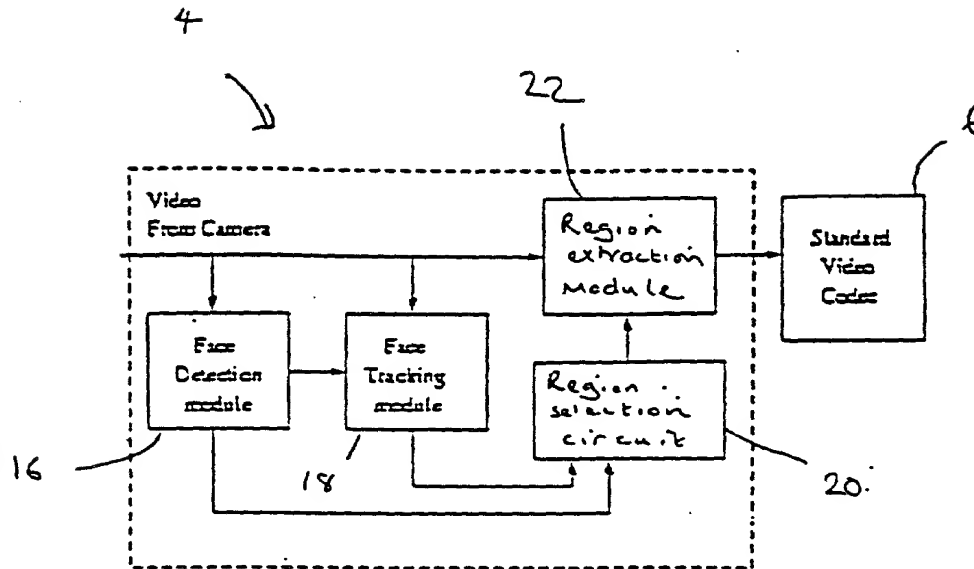 4
22
6
Video
From Camera
Region
extraction
Module
Standard
Video
Codec
Face
Detection
module
Face
Tracking
module
Region
selection
circuit
16
18
20